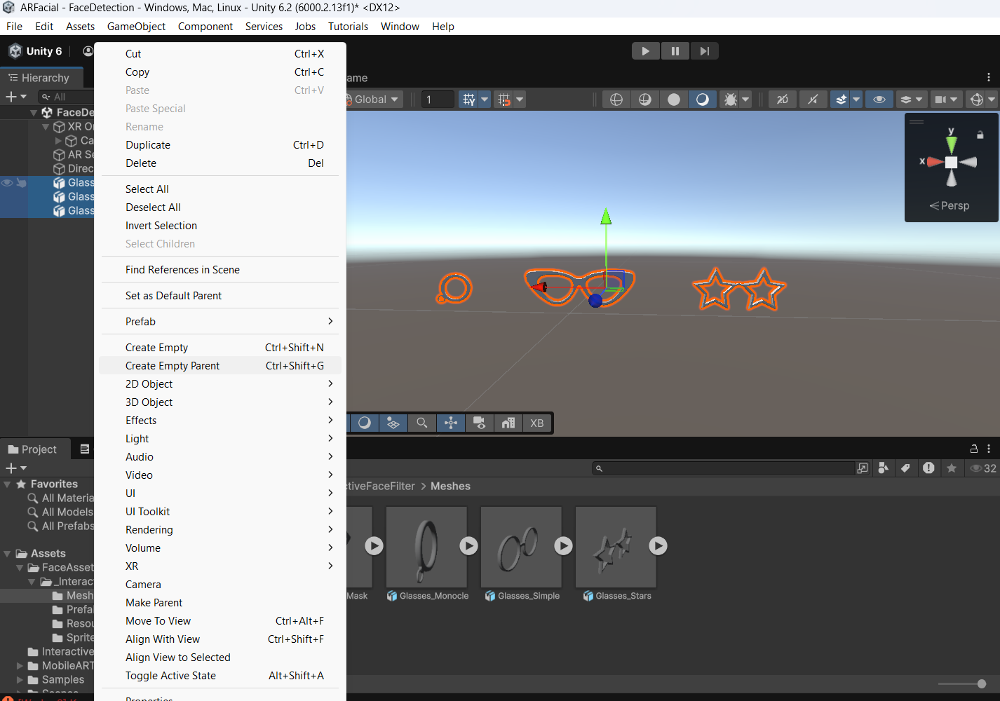 ARFacial - FaceDetection - Windows, Mac, Linux - Unity 6.2 (6000.2.13f1)* <DX12>
File Edit Assets GameObject Component Services Jobs Tutorials Window Help
Unity 6
Hierarchy
All
FaceDe
XR O
Ca
AR Se
Direc
Glass
Glass
Glass
Cut Ctrl+X
Copy Ctrl+C
Paste Ctrl+V
Paste Special
Rename
Duplicate Ctrl+D
Delete Del
Select All
Deselect All
Invert Selection
Select Children
Find References in Scene
Set as Default Parent
Prefab
Create Empty Ctrl+Shift+N
Create Empty Parent Ctrl+Shift+G
2D Object
3D Object
Effects
Light
Audio
Video
UI
UI Toolkit
Rendering
Volume
XR
Camera
Make Parent
Move To View Ctrl+Alt+F
Align With View Ctrl+Shift+F
Align View to Selected
Toggle Active State Alt+Shift+A
Properties
ame
Global 1 2D
y
x
Persp
XB
Project
32
Favorites
All Materia
All Models
All Prefabs
Assets
FaceAsset
_Interac
Mesh
Prefa
Resou
Sprite
Interactive
MobileART
Samples
ctiveFaceFilter > Meshes
Mask Glasses_Monocle Glasses_Simple Glasses_Stars